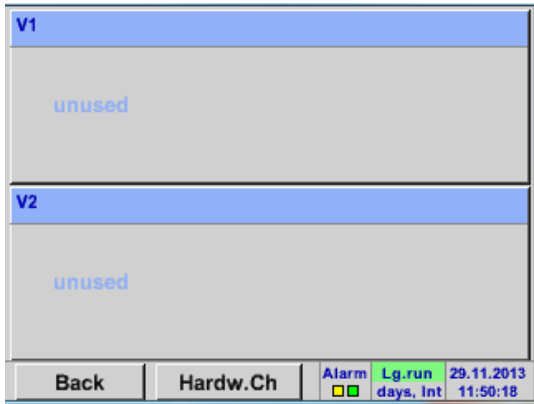 V1
unused
V2
unused
Back Hardw.Ch Alarm Lg.run 29.11.2013
days, Int 11:50:18